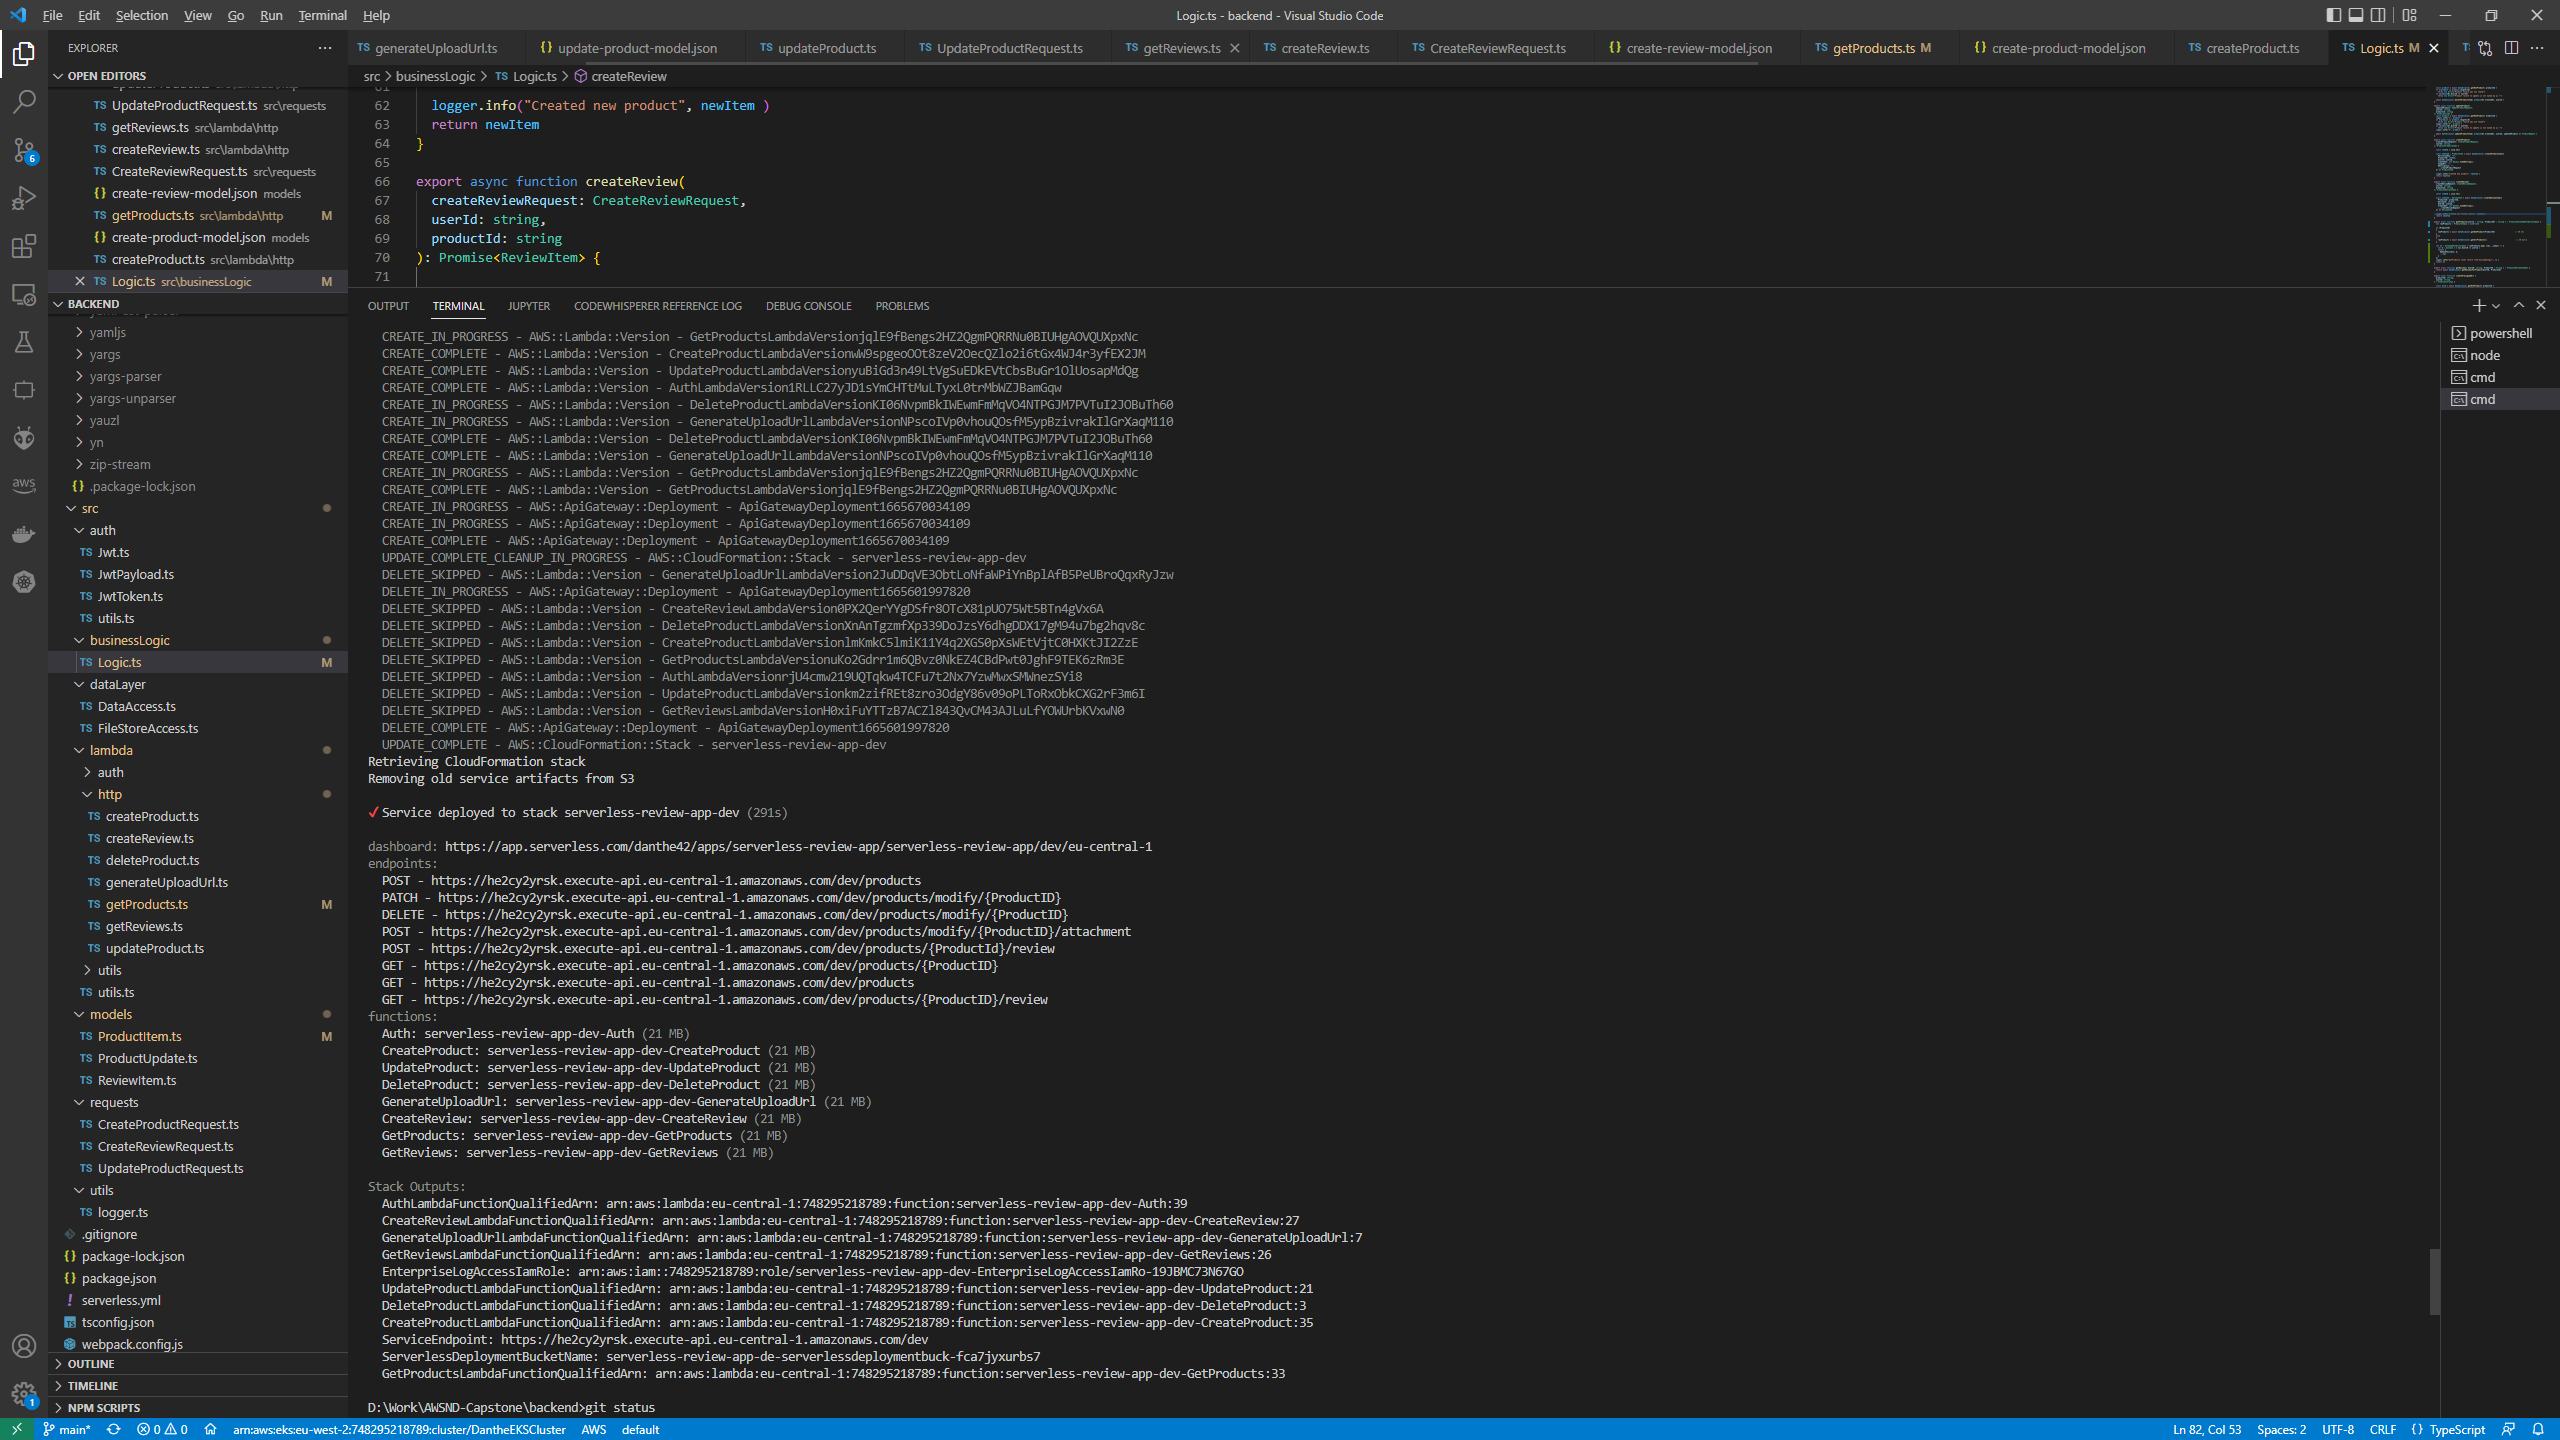 File Edit Selection View Go Run Terminal Help
Logic.ts - backend - Visual Studio Code
EXPLORER
OPEN EDITORS
UpdateProductRequest.ts src\requests
getReviews.ts src\lambda\http
createReview.ts src\lambda\http
CreateReviewRequest.ts src\requests
create-review-model.json models
getProducts.ts src\lambda\http M
create-product-model.json models
createProduct.ts src\lambda\http
Logic.ts src\businessLogic M
BACKEND
yamljs
yargs
yargs-parser
yargs-unparser
yauzl
yn
zip-stream
.package-lock.json
src
auth
Jwt.ts
JwtPayload.ts
JwtToken.ts
utils.ts
businessLogic
Logic.ts M
dataLayer
DataAccess.ts
FileStoreAccess.ts
lambda
auth
http
createProduct.ts
createReview.ts
deleteProduct.ts
generateUploadUrl.ts
getProducts.ts M
getReviews.ts
updateProduct.ts
utils
utils.ts
models
ProductItem.ts M
ProductUpdate.ts
ReviewItem.ts
requests
CreateProductRequest.ts
CreateReviewRequest.ts
UpdateProductRequest.ts
utils
logger.ts
.gitignore
package-lock.json
package.json
serverless.yml
tsconfig.json
webpack.config.js
OUTLINE
TIMELINE
NPM SCRIPTS
generateUploadUrl.ts update-product-model.json updateProduct.ts UpdateProductRequest.ts getReviews.ts createReview.ts CreateReviewRequest.ts create-review-model.json getProducts.ts M create-product-model.json createProduct.ts Logic.ts M
src > businessLogic > Logic.ts > createReview
61
62 logger.info("Created new product", newItem )
63 return newItem
64 }
65
66 export async function createReview(
67 createReviewRequest: CreateReviewRequest,
68 userId: string,
69 productId: string
70 ): Promise<ReviewItem> {
71
OUTPUT TERMINAL JUPYTER CODEWHISPERER REFERENCE LOG DEBUG CONSOLE PROBLEMS
CREATE_IN_PROGRESS - AWS::Lambda::Version - GetProductsLambdaVersionjqlE9fBengs2HZ2QgmPQRRNu0BIUHgAOVQUXpxNc
CREATE_COMPLETE - AWS::Lambda::Version - CreateProductLambdaVersionwW9spgeoOOt8zeV2OecQZlo2i6tGx4WJ4r3yfEX2JM
CREATE_COMPLETE - AWS::Lambda::Version - UpdateProductLambdaVersionyuBiGd3n49LtVgSuEDkEVtCbsBuGr1OlUosapMdQg
CREATE_COMPLETE - AWS::Lambda::Version - AuthLambdaVersion1RLLC27yJD1sYmCHTtMuLTyxL0trMbWZJBamGqw
CREATE_IN_PROGRESS - AWS::Lambda::Version - DeleteProductLambdaVersionKI06NvpmBkIWEwmFmMqVO4NTPGJM7PVTuI2JOBuTh60
CREATE_IN_PROGRESS - AWS::Lambda::Version - GenerateUploadUrlLambdaVersionNPscoIVp0vhouQOsfM5ypBzivrakIlGrXaqM110
CREATE_COMPLETE - AWS::Lambda::Version - DeleteProductLambdaVersionKI06NvpmBkIWEwmFmMqVO4NTPGJM7PVTuI2JOBuTh60
CREATE_COMPLETE - AWS::Lambda::Version - GenerateUploadUrlLambdaVersionNPscoIVp0vhouQOsfM5ypBzivrakIlGrXaqM110
CREATE_IN_PROGRESS - AWS::Lambda::Version - GetProductsLambdaVersionjqlE9fBengs2HZ2QgmPQRRNu0BIUHgAOVQUXpxNc
CREATE_COMPLETE - AWS::Lambda::Version - GetProductsLambdaVersionjqlE9fBengs2HZ2QgmPQRRNu0BIUHgAOVQUXpxNc
CREATE_IN_PROGRESS - AWS::ApiGateway::Deployment - ApiGatewayDeployment1665670034109
CREATE_IN_PROGRESS - AWS::ApiGateway::Deployment - ApiGatewayDeployment1665670034109
CREATE_COMPLETE - AWS::ApiGateway::Deployment - ApiGatewayDeployment1665670034109
UPDATE_COMPLETE_CLEANUP_IN_PROGRESS - AWS::CloudFormation::Stack - serverless-review-app-dev
DELETE_SKIPPED - AWS::Lambda::Version - GenerateUploadUrlLambdaVersion2JuDDqVE3ObtLoNfaWPiYnBplAfB5PeUBroQqxRyJzw
DELETE_IN_PROGRESS - AWS::ApiGateway::Deployment - ApiGatewayDeployment1665601997820
DELETE_SKIPPED - AWS::Lambda::Version - CreateReviewLambdaVersion0PX2QerYYgDSfr8OTcX81pUO75Wt5BTn4gVx6A
DELETE_SKIPPED - AWS::Lambda::Version - DeleteProductLambdaVersionXnAnTgzmfXp339DoJzsY6dhgDDX17gM94u7bg2hqv8c
DELETE_SKIPPED - AWS::Lambda::Version - CreateProductLambdaVersionlmKmkC5lmiK11Y4q2XGS0pXsWEtVjtC0HXKtJI2ZzE
DELETE_SKIPPED - AWS::Lambda::Version - GetProductsLambdaVersionuKo2Gdrr1m6QBvz0NkEZ4CBdPwt0JghF9TEK6zRm3E
DELETE_SKIPPED - AWS::Lambda::Version - AuthLambdaVersionrjU4cmw219UQTqkw4TCFu7t2Nx7YzwMwxSMWnezSYi8
DELETE_SKIPPED - AWS::Lambda::Version - UpdateProductLambdaVersionkm2zifREt8zro3OdgY86v09oPLToRxObkCXG2rF3m6I
DELETE_SKIPPED - AWS::Lambda::Version - GetReviewsLambdaVersionH0xiFuYTTzB7ACZl843QvCM43AJLuLfYOWUrbKVxwN0
DELETE_COMPLETE - AWS::ApiGateway::Deployment - ApiGatewayDeployment1665601997820
UPDATE_COMPLETE - AWS::CloudFormation::Stack - serverless-review-app-dev
Retrieving CloudFormation stack
Removing old service artifacts from S3
✓ Service deployed to stack serverless-review-app-dev (291s)
dashboard: https://app.serverless.com/danthe42/apps/serverless-review-app/serverless-review-app/dev/eu-central-1
endpoints:
POST - https://he2cy2yrsk.execute-api.eu-central-1.amazonaws.com/dev/products
PATCH - https://he2cy2yrsk.execute-api.eu-central-1.amazonaws.com/dev/products/modify/{ProductID}
DELETE - https://he2cy2yrsk.execute-api.eu-central-1.amazonaws.com/dev/products/modify/{ProductID}
POST - https://he2cy2yrsk.execute-api.eu-central-1.amazonaws.com/dev/products/modify/{ProductID}/attachment
POST - https://he2cy2yrsk.execute-api.eu-central-1.amazonaws.com/dev/products/{ProductId}/review
GET - https://he2cy2yrsk.execute-api.eu-central-1.amazonaws.com/dev/products/{ProductID}
GET - https://he2cy2yrsk.execute-api.eu-central-1.amazonaws.com/dev/products
GET - https://he2cy2yrsk.execute-api.eu-central-1.amazonaws.com/dev/products/{ProductID}/review
functions:
Auth: serverless-review-app-dev-Auth (21 MB)
CreateProduct: serverless-review-app-dev-CreateProduct (21 MB)
UpdateProduct: serverless-review-app-dev-UpdateProduct (21 MB)
DeleteProduct: serverless-review-app-dev-DeleteProduct (21 MB)
GenerateUploadUrl: serverless-review-app-dev-GenerateUploadUrl (21 MB)
CreateReview: serverless-review-app-dev-CreateReview (21 MB)
GetProducts: serverless-review-app-dev-GetProducts (21 MB)
GetReviews: serverless-review-app-dev-GetReviews (21 MB)
Stack Outputs:
AuthLambdaFunctionQualifiedArn: arn:aws:lambda:eu-central-1:748295218789:function:serverless-review-app-dev-Auth:39
CreateReviewLambdaFunctionQualifiedArn: arn:aws:lambda:eu-central-1:748295218789:function:serverless-review-app-dev-CreateReview:27
GenerateUploadUrlLambdaFunctionQualifiedArn: arn:aws:lambda:eu-central-1:748295218789:function:serverless-review-app-dev-GenerateUploadUrl:7
GetReviewsLambdaFunctionQualifiedArn: arn:aws:lambda:eu-central-1:748295218789:function:serverless-review-app-dev-GetReviews:26
EnterpriseLogAccessIamRole: arn:aws:iam::748295218789:role/serverless-review-app-dev-EnterpriseLogAccessIamRo-19JBMC73N67GO
UpdateProductLambdaFunctionQualifiedArn: arn:aws:lambda:eu-central-1:748295218789:function:serverless-review-app-dev-UpdateProduct:21
DeleteProductLambdaFunctionQualifiedArn: arn:aws:lambda:eu-central-1:748295218789:function:serverless-review-app-dev-DeleteProduct:3
CreateProductLambdaFunctionQualifiedArn: arn:aws:lambda:eu-central-1:748295218789:function:serverless-review-app-dev-CreateProduct:35
ServiceEndpoint: https://he2cy2yrsk.execute-api.eu-central-1.amazonaws.com/dev
ServerlessDeploymentBucketName: serverless-review-app-de-serverlessdeploymentbuck-fca7jyxurbs7
GetProductsLambdaFunctionQualifiedArn: arn:aws:lambda:eu-central-1:748295218789:function:serverless-review-app-dev-GetProducts:33
D:\Work\AWSND-Capstone\backend>git status
powershell
node
cmd
cmd
main* 0 0 arn:aws:eks:eu-west-2:748295218789:cluster/DantheEKSCluster AWS default
Ln 82, Col 53 Spaces: 2 UTF-8 CRLF {} TypeScript